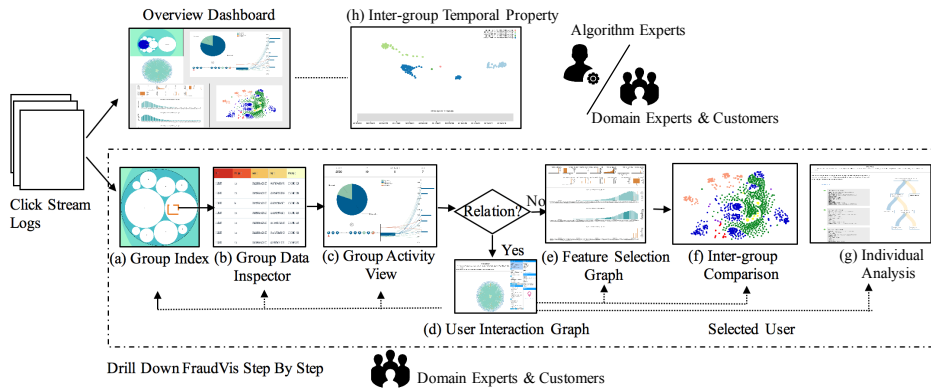 Overview Dashboard
(h) Inter-group Temporal Property
Algorithm Experts
Domain Experts & Customers
Click Stream
Logs
Relation?
No
Yes
(a) Group Index
(b) Group Data
Inspector
(c) Group Activity
View
(e) Feature Selection
Graph
(f) Inter-group
Comparison
(g) Individual
Analysis
(d) User Interaction Graph
Selected User
Drill Down FraudVis Step By Step
Domain Experts & Customers